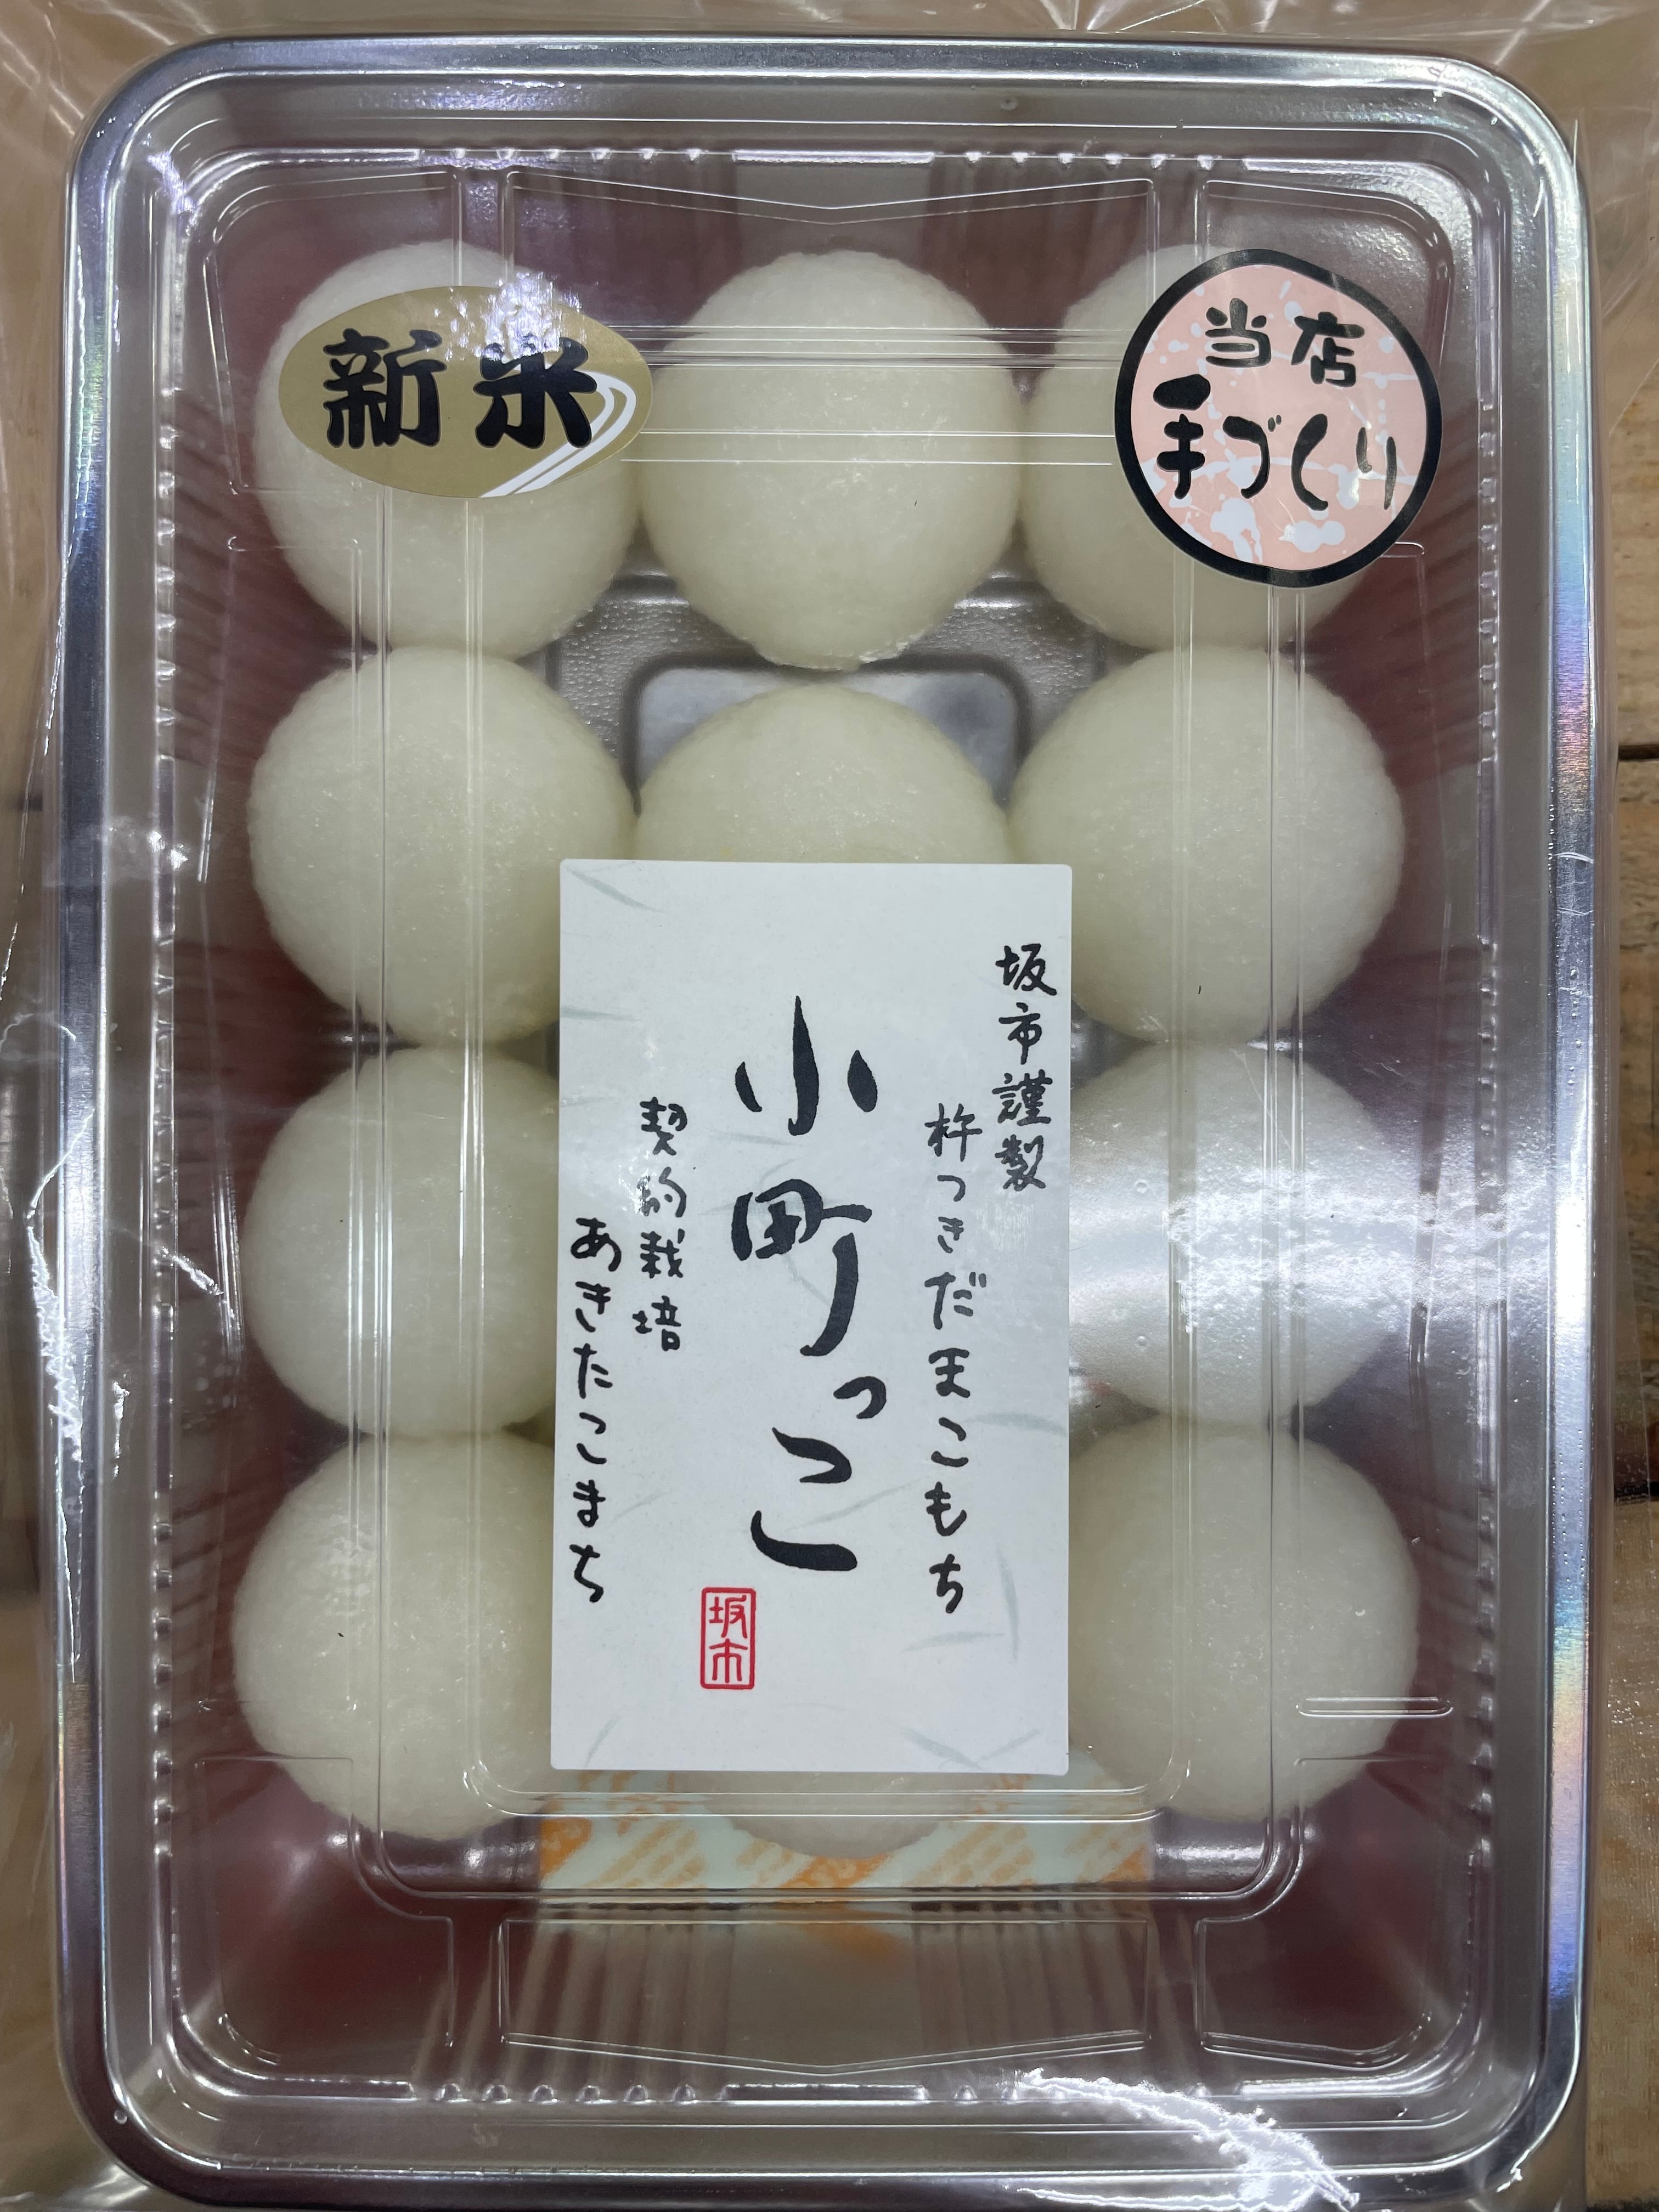 新米
当店
手づくり
坂市謹製
杵つきだまこもち
小町っこ
契約栽培
あきたこまち
坂市